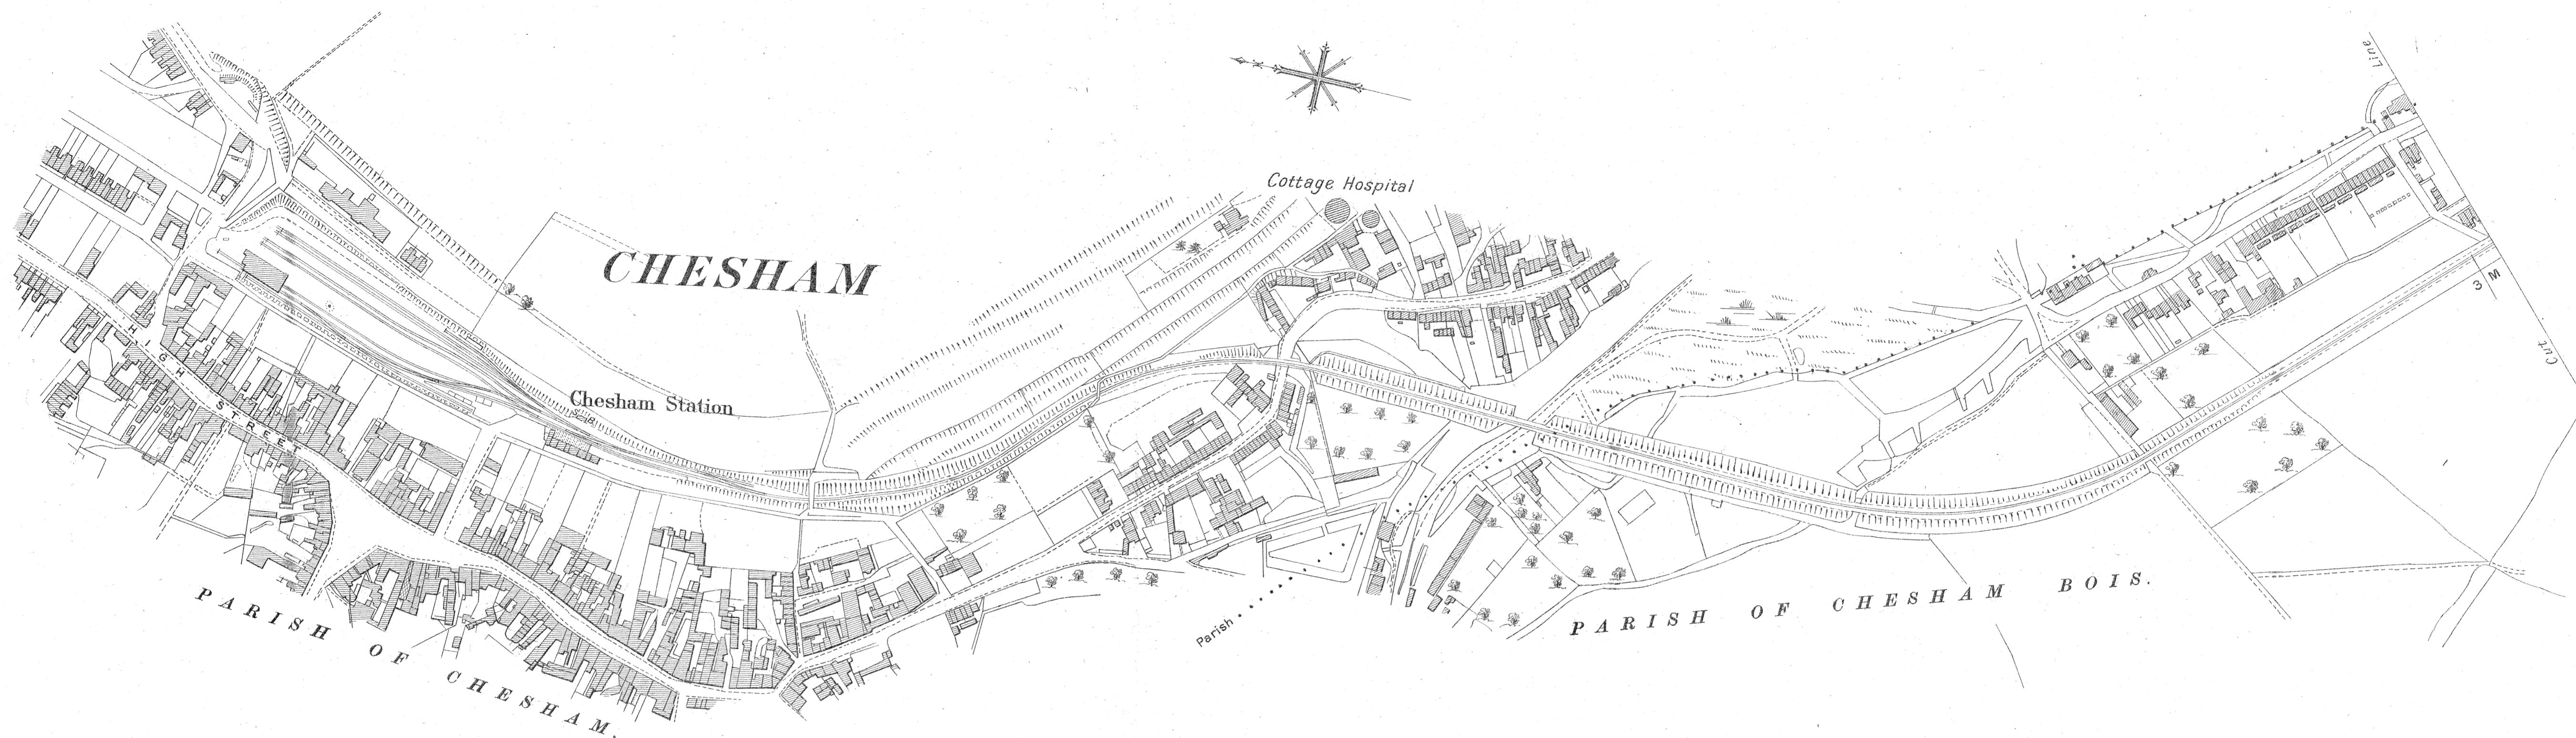 Line
Cottage Hospital
CHESHAM
3 M
HIGH STREET
Cut
Chesham Station
PARISH OF CHESHAM BOIS.
PARISH OF CHESHAM.
Parish